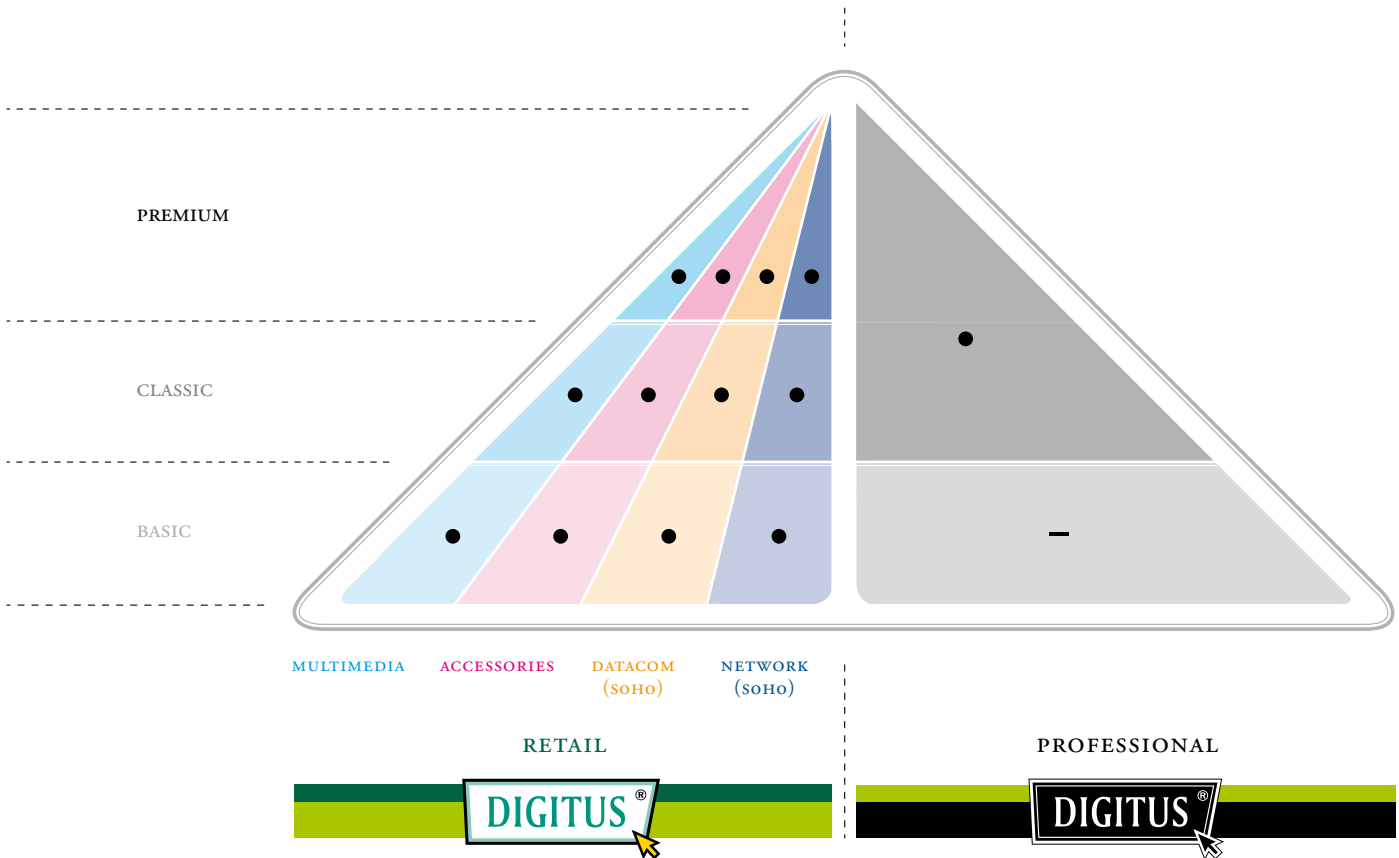 PREMIUM
CLASSIC
BASIC
MULTIMEDIA
ACCESSORIES
DATACOM
(SOHO)
NETWORK
(SOHO)
RETAIL
PROFESSIONAL
DIGITUS®
DIGITUS®